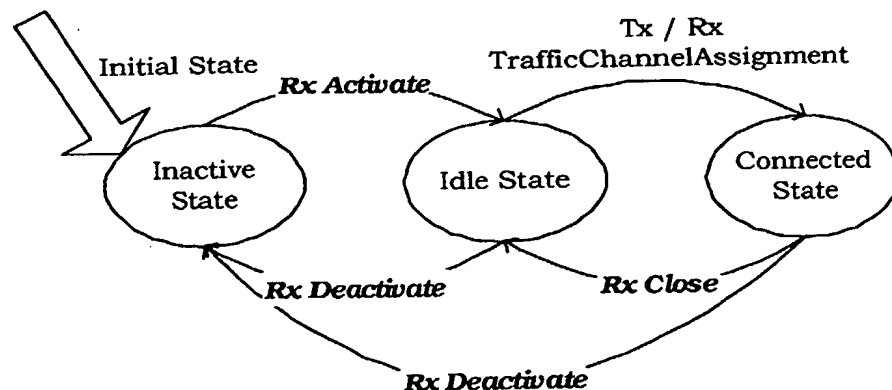 Tx / Rx
TrafficChannelAssignment
Initial State
Rx Activate
Inactive
State
Idle State
Connected
State
Rx Deactivate
Rx Close
Rx Deactivate